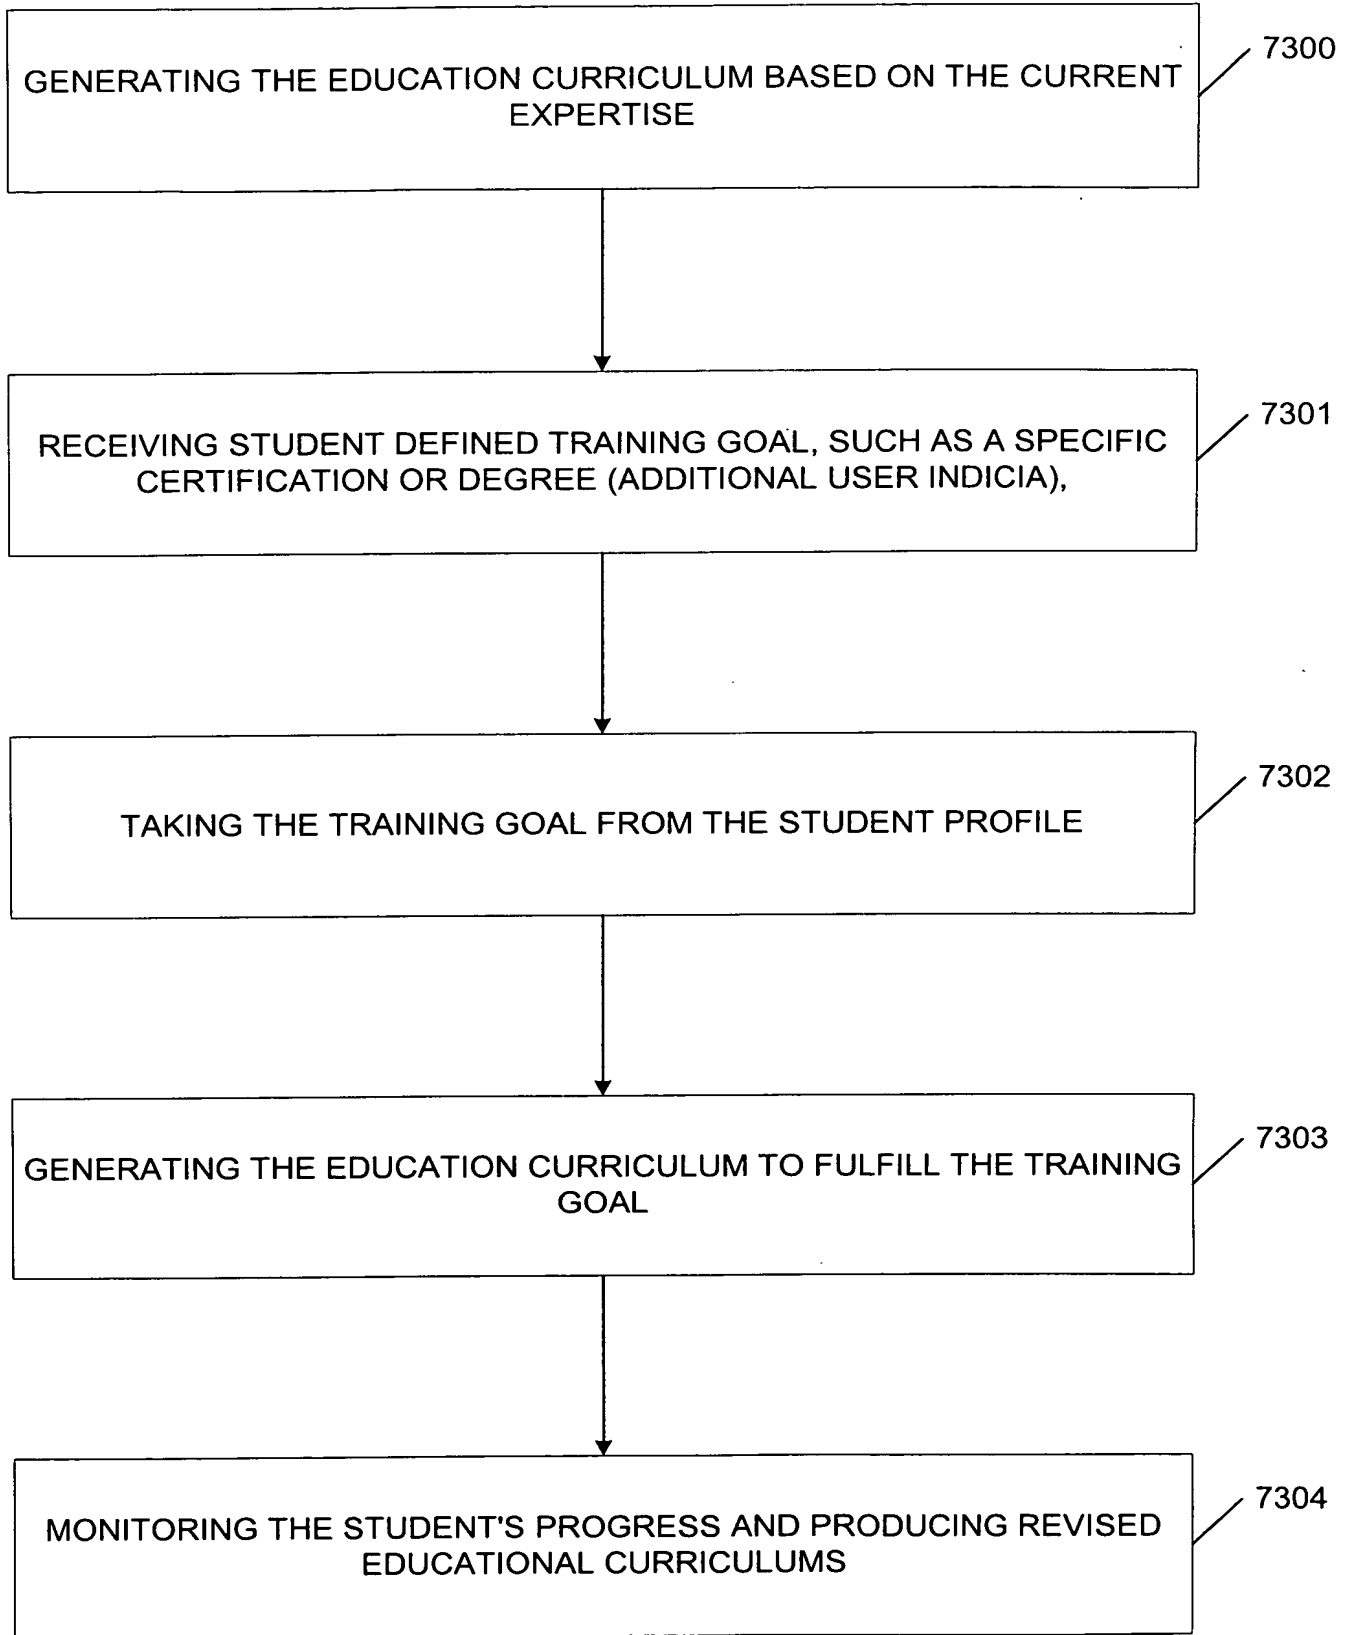 7300
GENERATING THE EDUCATION CURRICULUM BASED ON THE CURRENT
EXPERTISE
7301
RECEIVING STUDENT DEFINED TRAINING GOAL, SUCH AS A SPECIFIC
CERTIFICATION OR DEGREE (ADDITIONAL USER INDICIA),
7302
TAKING THE TRAINING GOAL FROM THE STUDENT PROFILE
7303
GENERATING THE EDUCATION CURRICULUM TO FULFILL THE TRAINING
GOAL
7304
MONITORING THE STUDENT'S PROGRESS AND PRODUCING REVISED
EDUCATIONAL CURRICULUMS